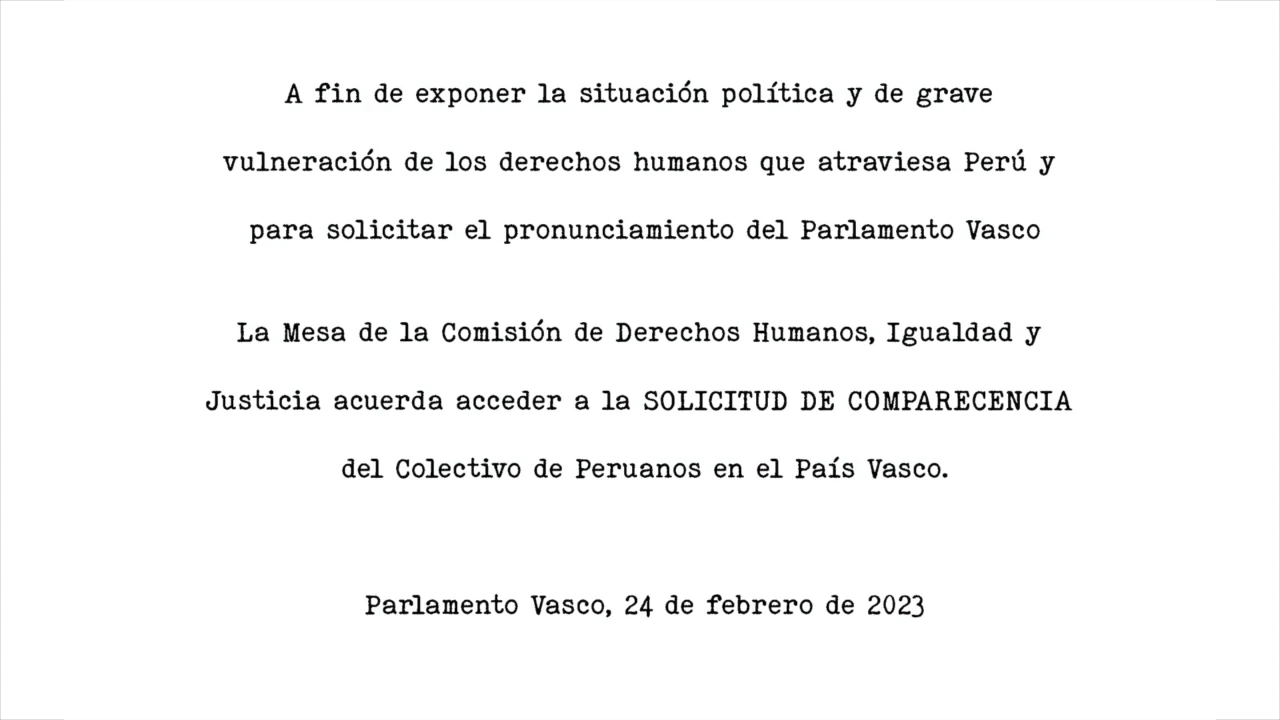 A fin de exponer la situación política y de grave
vulneración de los derechos humanos que atraviesa Perú y
para solicitar el pronunciamiento del Parlamento Vasco
La Mesa de la Comisión de Derechos Humanos, Igualdad y
Justicia acuerda acceder a la SOLICITUD DE COMPARECENCIA
del Colectivo de Peruanos en el País Vasco.
Parlamento Vasco, 24 de febrero de 2023